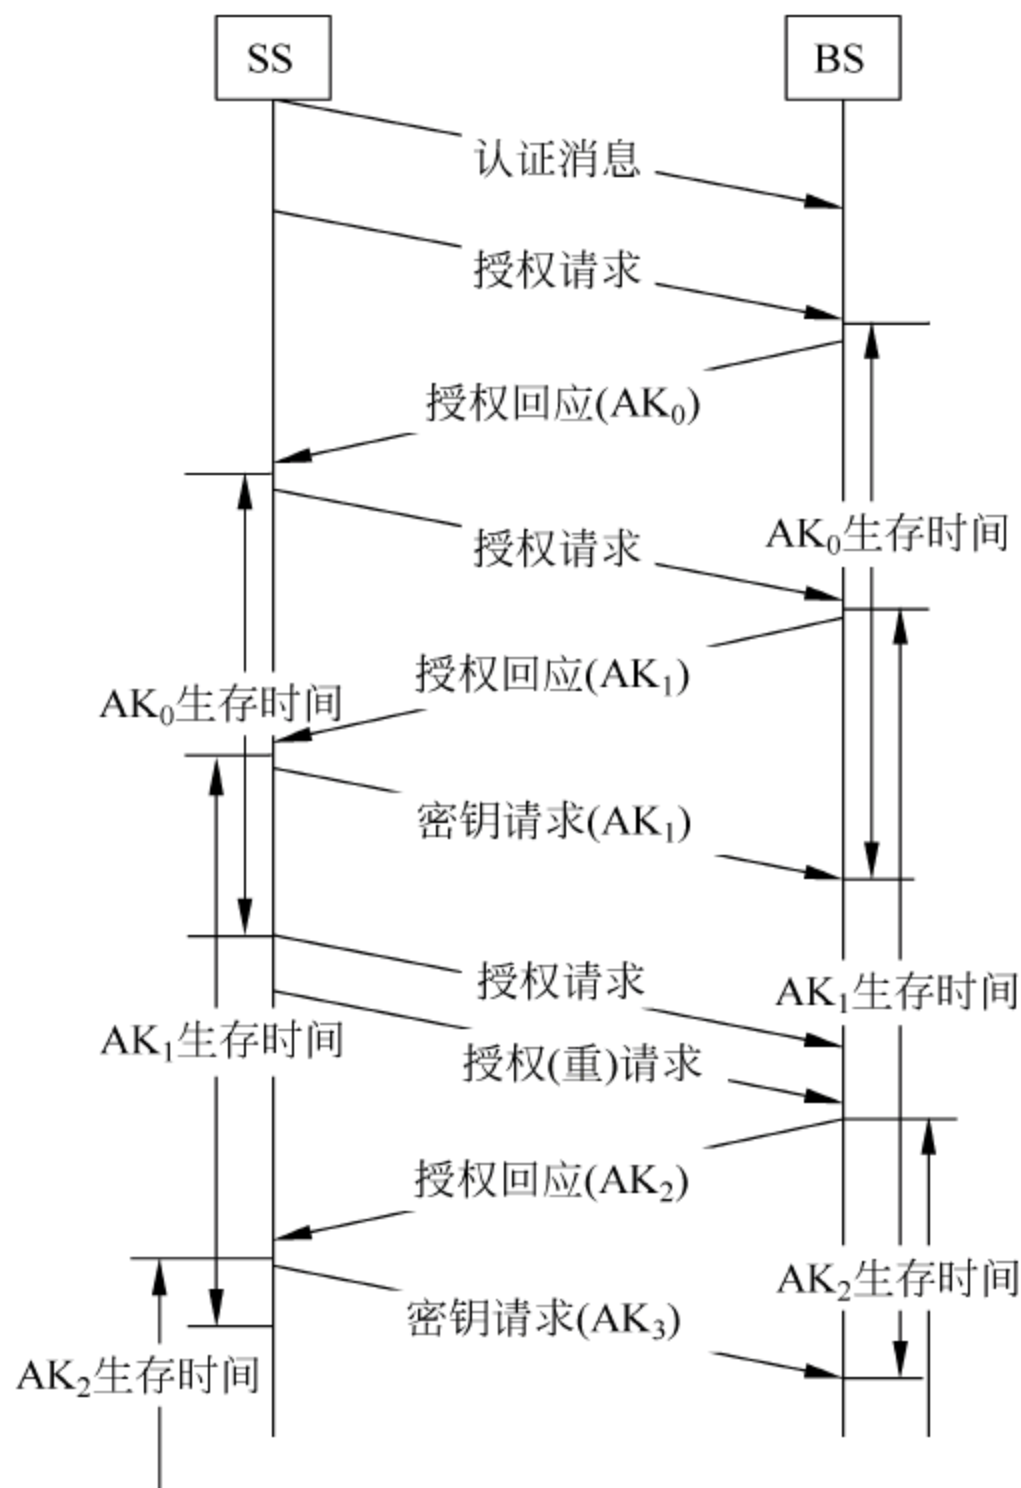 SS
BS
认证消息
授权请求
授权回应(AK₀)
授权请求
AK₀生存时间
授权回应(AK₁)
AK₀生存时间
密钥请求(AK₁)
授权请求
AK₁生存时间
AK₁生存时间
授权(重)请求
授权回应(AK₂)
AK₂生存时间
密钥请求(AK₃)
AK₂生存时间